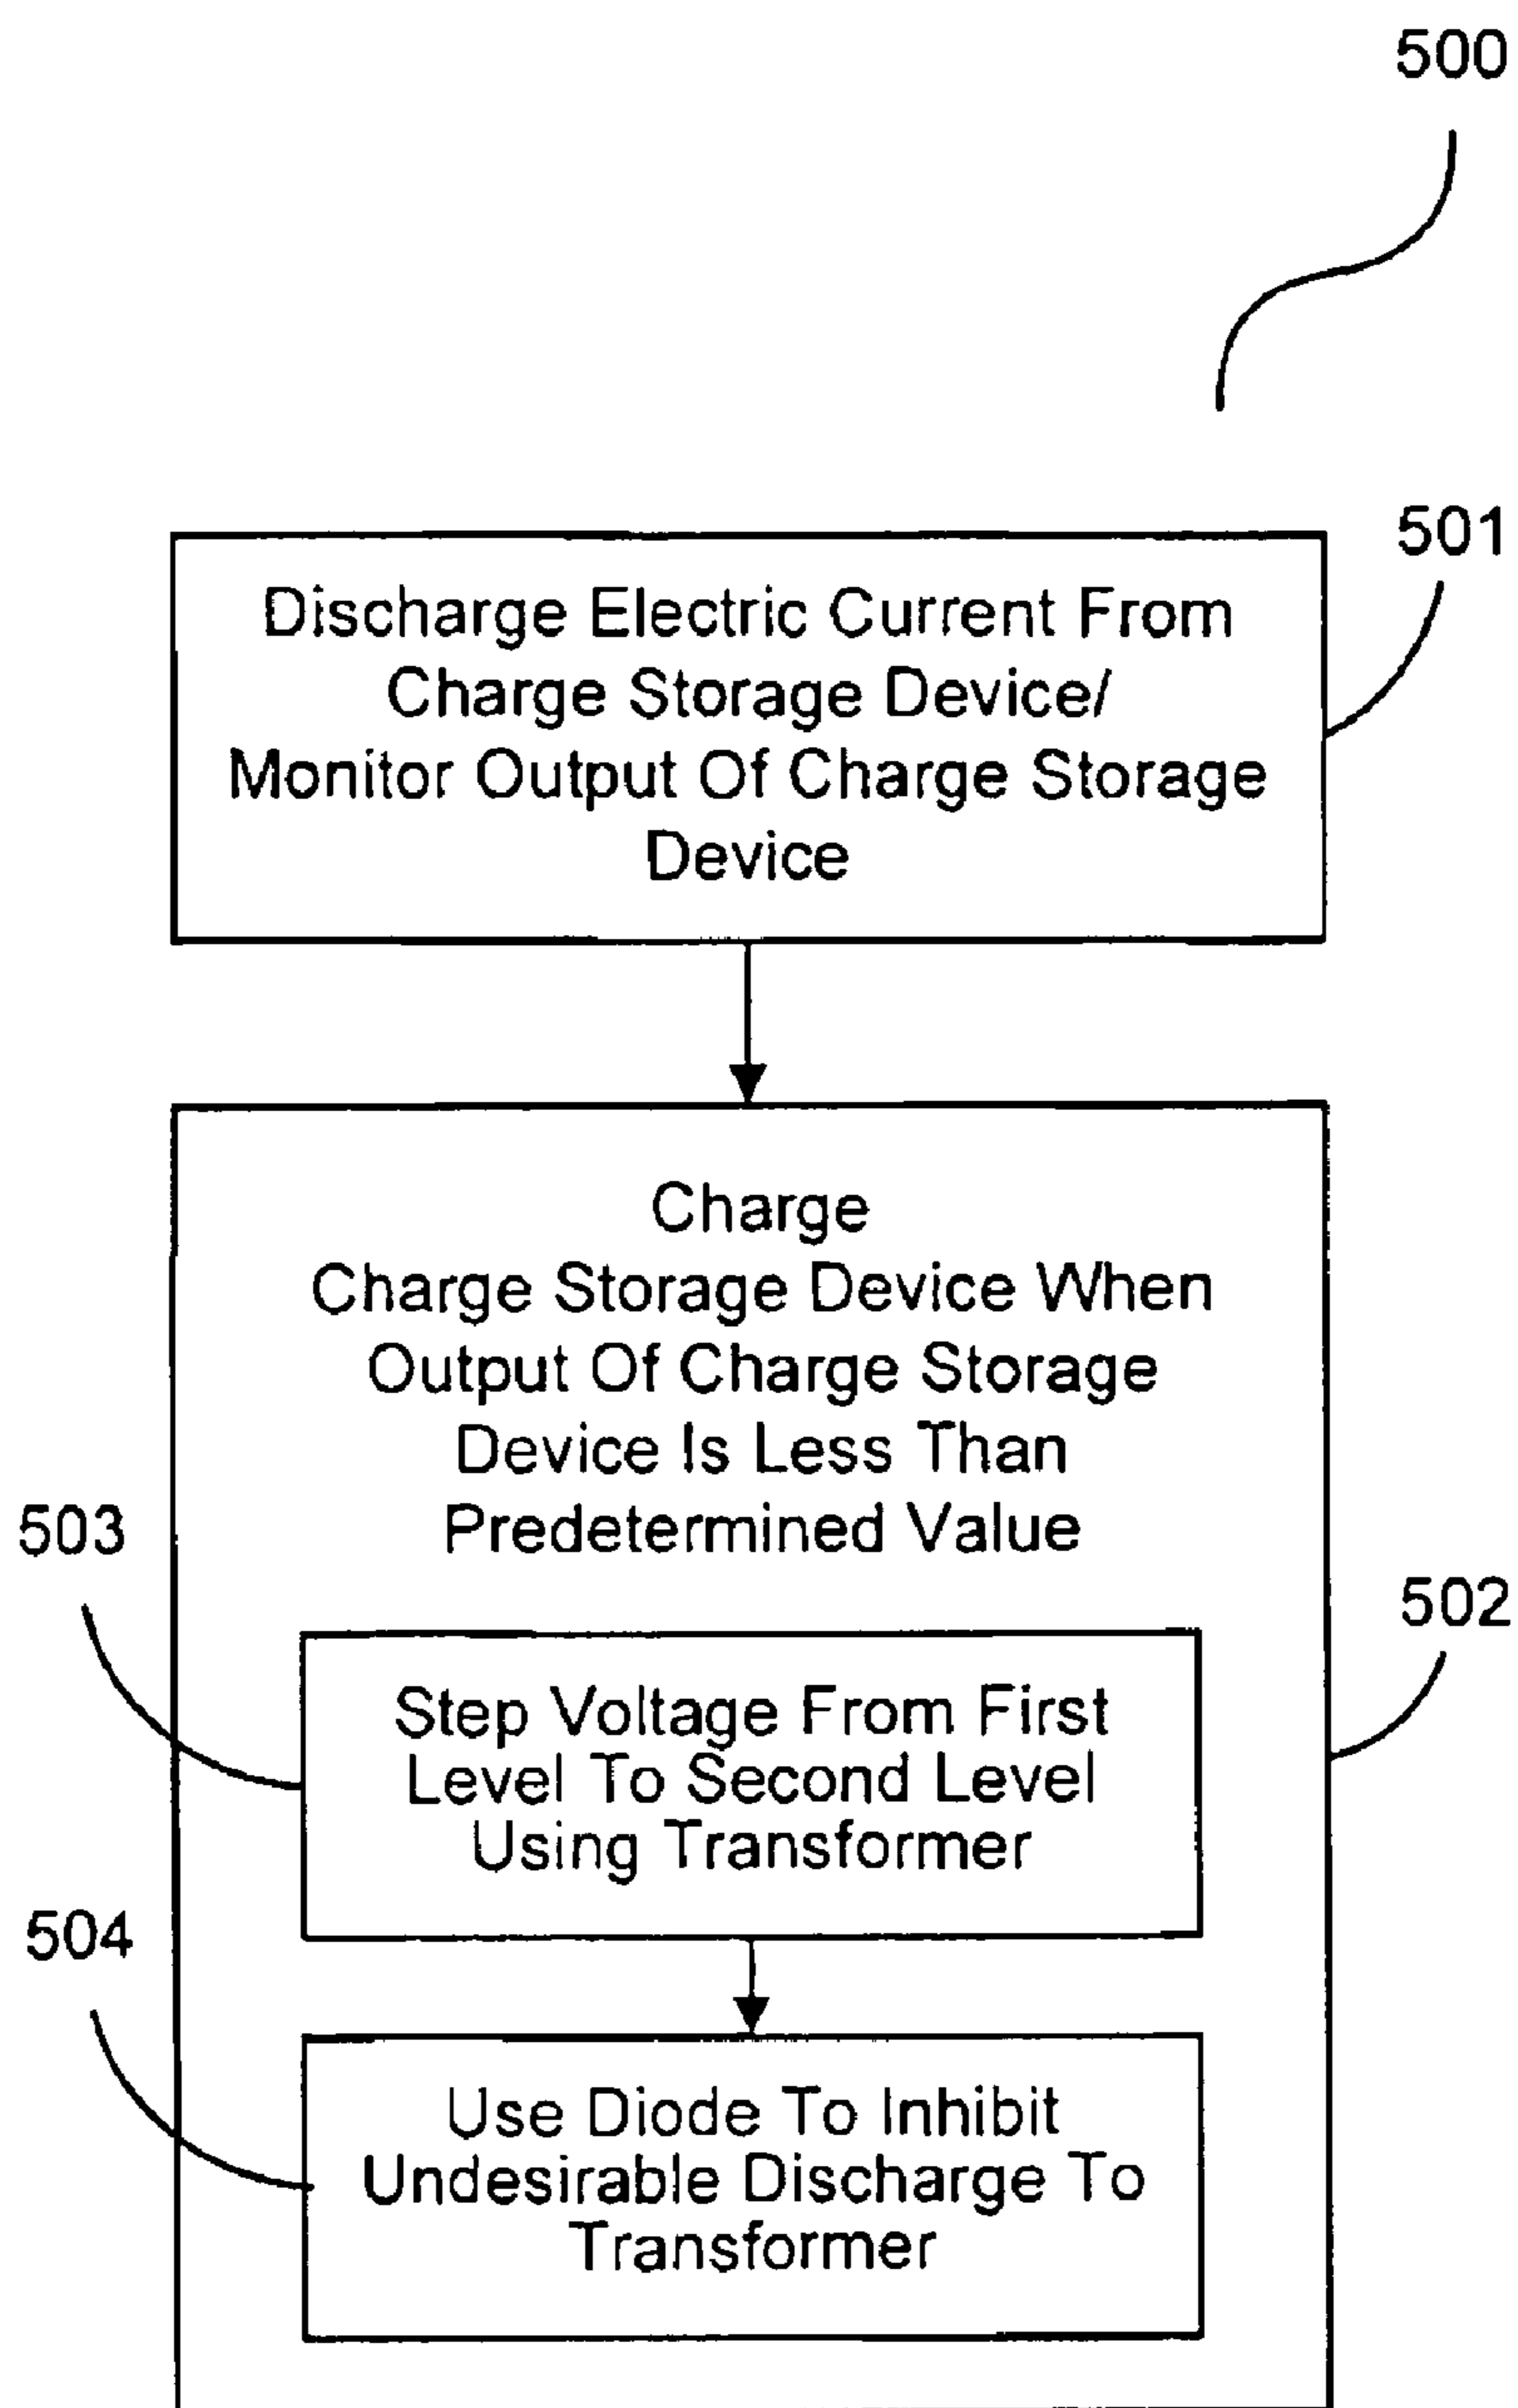 500
501
Discharge Electric Current From
Charge Storage Device/
Monitor Output Of Charge Storage
Device
Charge
Charge Storage Device When
Output Of Charge Storage
Device Is Less Than
Predetermined Value
503
502
Step Voltage From First
Level To Second Level
Using Transformer
504
Use Diode To Inhibit
Undesirable Discharge To
Transformer